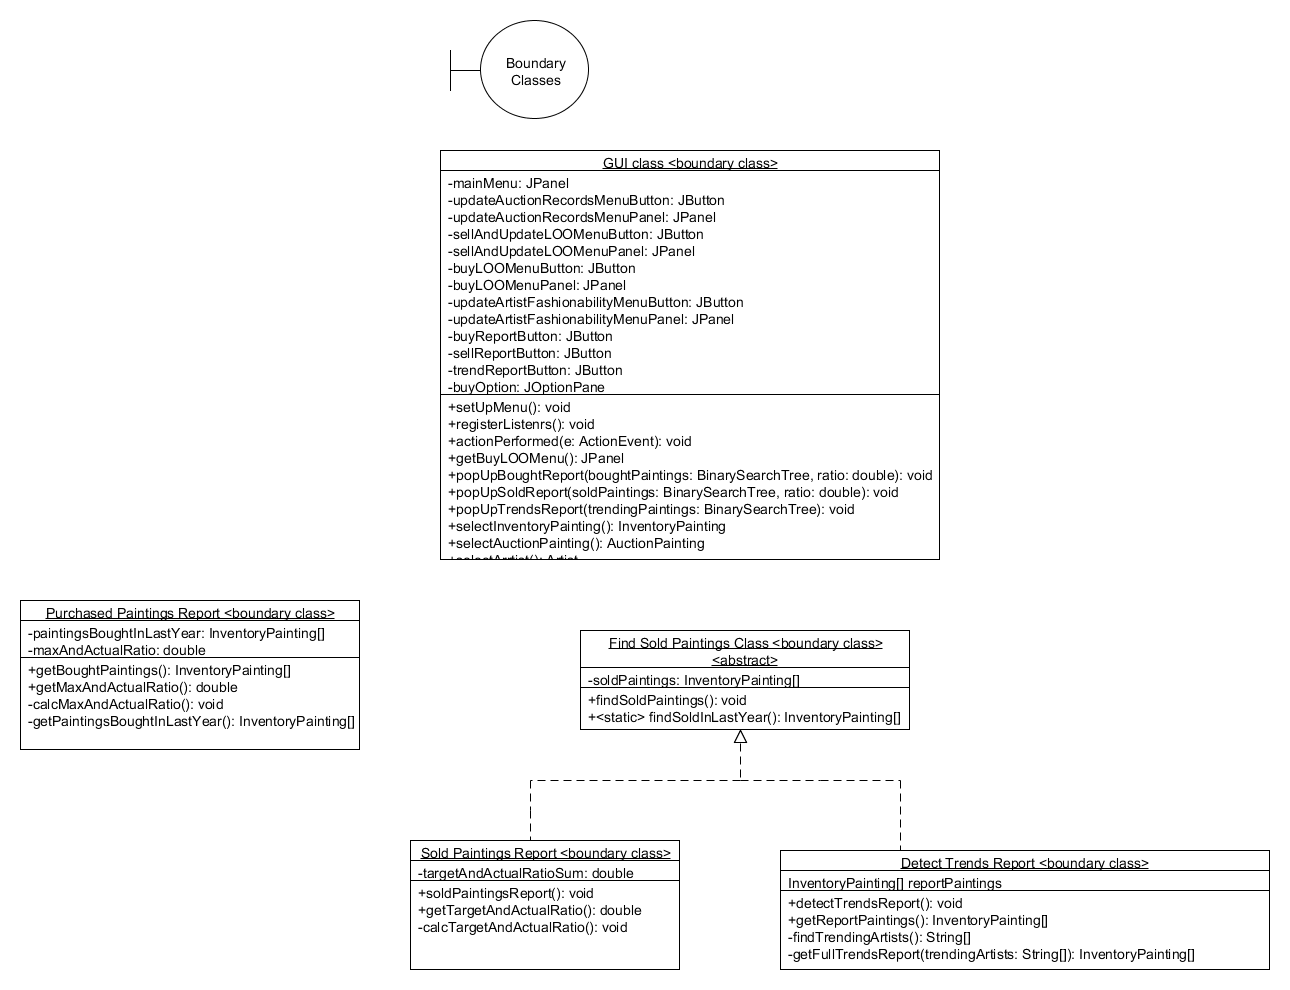 Boundary
Classes
GUI class <boundary class>
-mainMenu: JPanel
-updateAuctionRecordsMenuButton: JButton
-updateAuctionRecordsMenuPanel: JPanel
-sellAndUpdateLOOMenuButton: JButton
-sellAndUpdateLOOMenuPanel: JPanel
-buyLOOMenuButton: JButton
-buyLOOMenuPanel: JPanel
-updateArtistFashionabilityMenuButton: JButton
-updateArtistFashionabilityMenuPanel: JPanel
-buyReportButton: JButton
-sellReportButton: JButton
-trendReportButton: JButton
-buyOption: JOptionPane
+setUpMenu(): void
+registerListenrs(): void
+actionPerformed(e: ActionEvent): void
+getBuyLOOMenu(): JPanel
+popUpBoughtReport(boughtPaintings: BinarySearchTree, ratio: double): void
+popUpSoldReport(soldPaintings: BinarySearchTree, ratio: double): void
+popUpTrendsReport(trendingPaintings: BinarySearchTree): void
+selectInventoryPainting(): InventoryPainting
+selectAuctionPainting(): AuctionPainting
Purchased Paintings Report <boundary class>
-paintingsBoughtInLastYear: InventoryPainting[]
-maxAndActualRatio: double
+getBoughtPaintings(): InventoryPainting[]
+getMaxAndActualRatio(): double
-calcMaxAndActualRatio(): void
-getPaintingsBoughtInLastYear(): InventoryPainting[]
Find Sold Paintings Class <boundary class>
<abstract>
-soldPaintings: InventoryPainting[]
+findSoldPaintings(): void
+<static> findSoldInLastYear(): InventoryPainting[]
Sold Paintings Report <boundary class>
-targetAndActualRatioSum: double
+soldPaintingsReport(): void
+getTargetAndActualRatio(): double
-calcTargetAndActualRatio(): void
Detect Trends Report <boundary class>
InventoryPainting[] reportPaintings
+detectTrendsReport(): void
+getReportPaintings(): InventoryPainting[]
-findTrendingArtists(): String[]
-getFullTrendsReport(trendingArtists: String[]): InventoryPainting[]